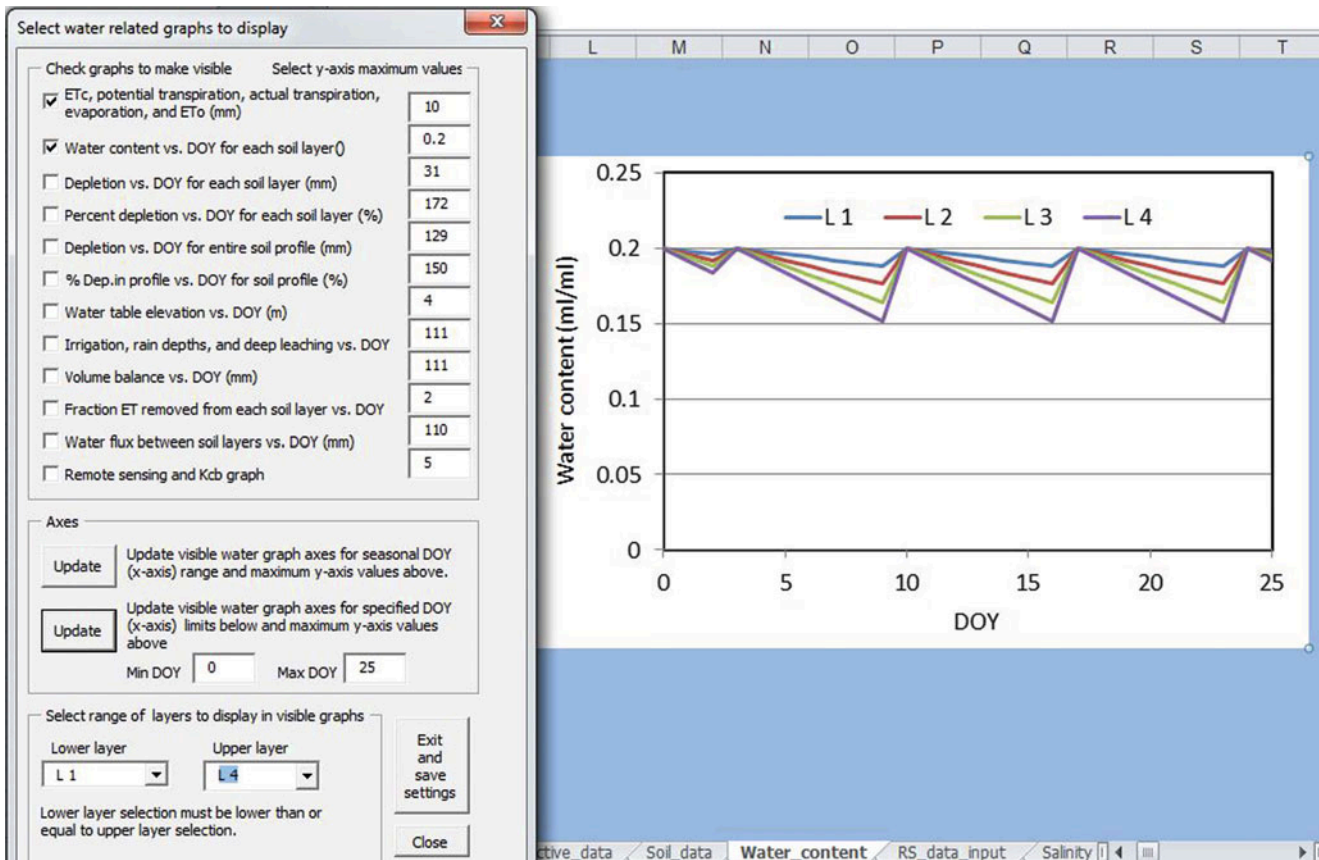 Select water related graphs to display
x
Check graphs to make visible Select y-axis maximum values
ETc, potential transpiration, actual transpiration,
evaporation, and ETo (mm)
10
Water content vs. DOY for each soil layer()
0.2
Depletion vs. DOY for each soil layer (mm)
31
Percent depletion vs. DOY for each soil layer (%)
172
Depletion vs. DOY for entire soil profile (mm)
129
% Dep.in profile vs. DOY for soil profile (%)
150
Water table elevation vs. DOY (m)
4
Irrigation, rain depths, and deep leaching vs. DOY
111
Volume balance vs. DOY (mm)
111
Fraction ET removed from each soil layer vs. DOY
2
Water flux between soil layers vs. DOY (mm)
110
Remote sensing and Kcb graph
5
Axes
Update
Update visible water graph axes for seasonal DOY
(x-axis) range and maximum y-axis values above.
Update
Update visible water graph axes for specified DOY
(x-axis) limits below and maximum y-axis values
above
Min DOY 0 Max DOY 25
Select range of layers to display in visible graphs
Lower layer Upper layer
L 1 L 4
Lower layer selection must be lower than or
equal to upper layer selection.
Exit
and
save
settings
Close
L M N O P Q R S T
0.25
0.2
0.15
0.1
0.05
0
Water content (ml/ml)
L 1 L 2 L 3 L 4
0 5 10 15 20 25
DOY
ctive_data Soil_data Water_content RS_data_input Salinity